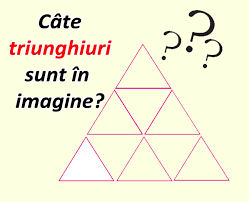 Câte
triunghiuri
sunt în
imagine?
? ? ?